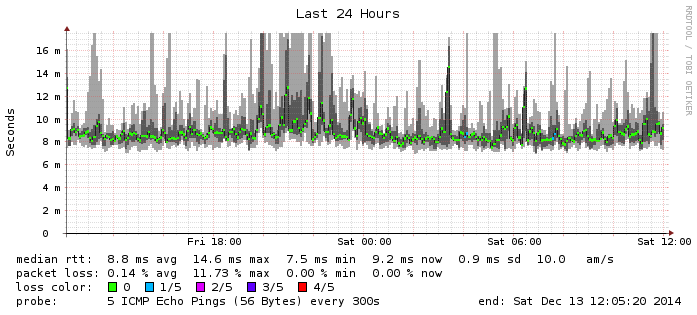 Last 24 Hours
RRDTOOL / TOBI OETIKER
Seconds
16 m
14 m
12 m
10 m
8 m
6 m
4 m
2 m
0
Fri 18:00 Sat 00:00 Sat 06:00 Sat 12:00
median rtt: 8.8 ms avg 14.6 ms max 7.5 ms min 9.2 ms now 0.9 ms sd 10.0 am/s
packet loss: 0.14 % avg 11.73 % max 0.00 % min 0.00 % now
loss color: 0 1/5 2/5 3/5 4/5
probe: 5 ICMP Echo Pings (56 Bytes) every 300s end: Sat Dec 13 12:05:20 2014